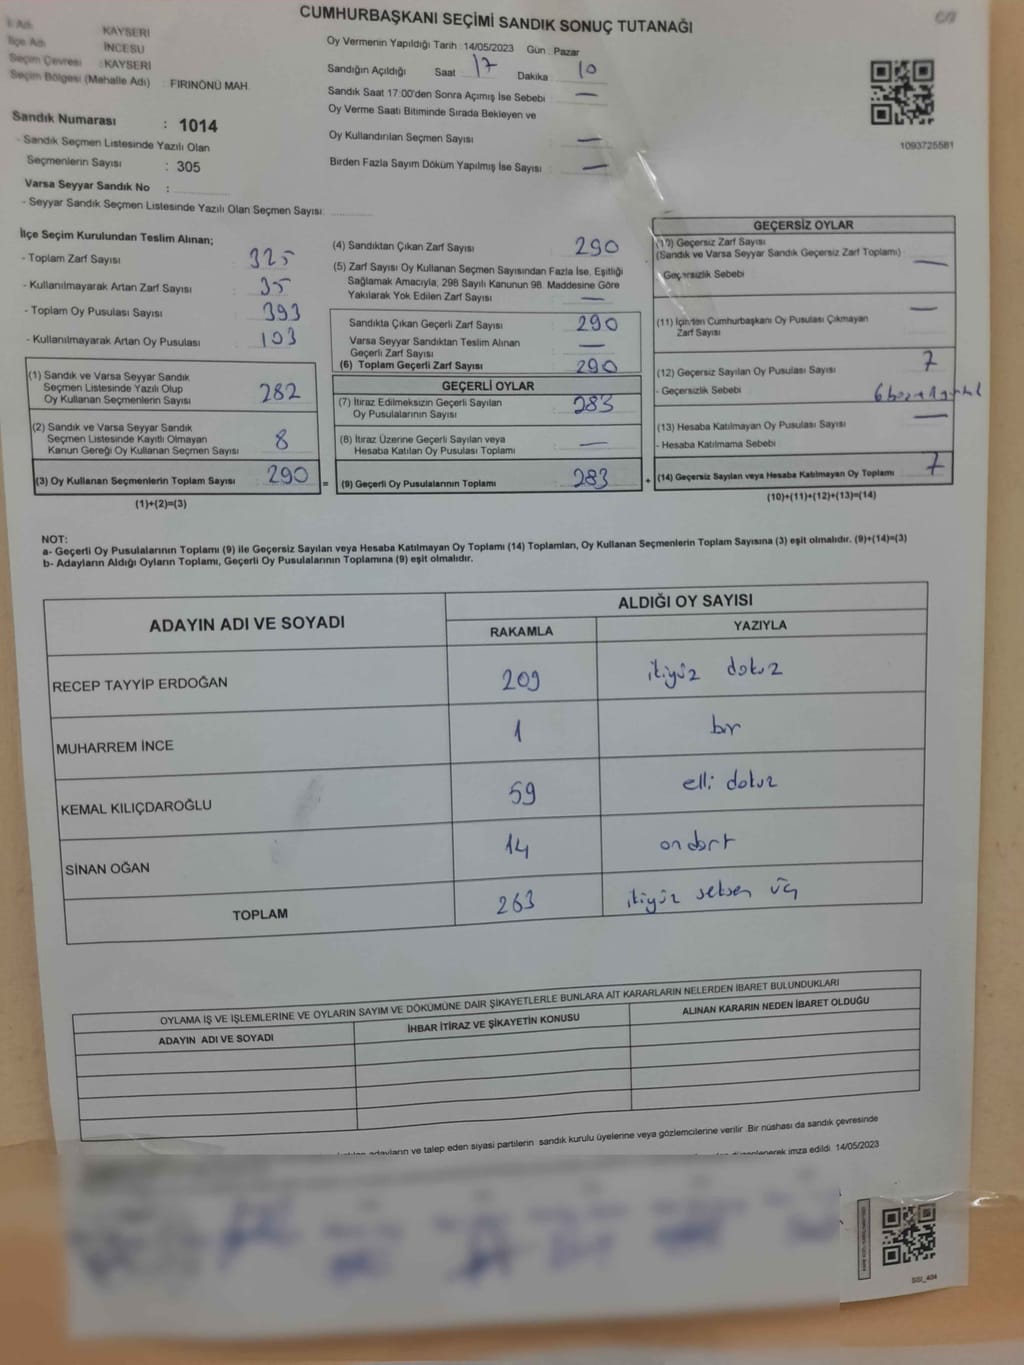 CUMHURBAŞKANI SEÇİMİ SANDIK SONUÇ TUTANAĞI
İl Adı KAYSERİ
İlçe Adı İNCESU
Seçim Çevresi : KAYSERİ
Seçim Bölgesi (Mahalle Adı) : FIRINÖNÜ MAH.
Sandık Numarası : 1014
- Sandık Seçmen Listesinde Yazılı Olan
Seçmenlerin Sayısı : 305
Varsa Seyyar Sandık No :
- Seyyar Sandık Seçmen Listesinde Yazılı Olan Seçmen Sayısı:
Oy Vermenin Yapıldığı Tarih : 14/05/2023 Gün : Pazar
Sandığın Açıldığı Saat 17 Dakika 10
Sandık Saat 17:00'den Sonra Açımış İse Sebebi : —
Oy Verme Saati Bitiminde Sırada Bekleyen ve
Oy Kullandırılan Seçmen Sayısı : —
Birden Fazla Sayım Döküm Yapılmış İse Sayısı : —
1093725581
İlçe Seçim Kurulundan Teslim Alınan;
- Toplam Zarf Sayısı : 325
- Kullanılmayarak Artan Zarf Sayısı : 35
- Toplam Oy Pusulası Sayısı : 393
- Kullanılmayarak Artan Oy Pusulası : 103
(1) Sandık ve Varsa Seyyar Sandık
Seçmen Listesinde Yazılı Olup
Oy Kullanan Seçmenlerin Sayısı : 282
(2) Sandık ve Varsa Seyyar Sandık
Seçmen Listesinde Kayıtlı Olmayan
Kanun Gereği Oy Kullanan Seçmen Sayısı : 8
(3) Oy Kullanan Seçmenlerin Toplam Sayısı : 290
(1)+(2)=(3)
(4) Sandıktan Çıkan Zarf Sayısı : 290
(5) Zarf Sayısı Oy Kullanan Seçmen Sayısından Fazla İse, Eşitliği
Sağlamak Amacıyla; 298 Sayılı Kanunun 98. Maddesine Göre
Yakılarak Yok Edilen Zarf Sayısı : —
Sandıkta Çıkan Geçerli Zarf Sayısı : 290
Varsa Seyyar Sandıktan Teslim Alınan
Geçerli Zarf Sayısı : —
(6) Toplam Geçerli Zarf Sayısı : 290
GEÇERLİ OYLAR
(7) İtiraz Edilmeksizin Geçerli Sayılan
Oy Pusulalarının Sayısı : 283
(8) İtiraz Üzerine Geçerli Sayılan veya
Hesaba Katılan Oy Pusulası Toplamı : —
= (9) Geçerli Oy Pusulalarının Toplamı : 283
GEÇERSİZ OYLAR
(10) Geçersiz Zarf Sayısı
(Sandık ve Varsa Seyyar Sandık Geçersiz Zarf Toplamı) : —
- Geçersizlik Sebebi
(11) İçinden Cumhurbaşkanı Oy Pusulası Çıkmayan
Zarf Sayısı —
(12) Geçersiz Sayılan Oy Pusulası Sayısı : 7
- Geçersizlik Sebebi : 6
(13) Hesaba Katılmayan Oy Pusulası Sayısı : —
- Hesaba Katılmama Sebebi :
+ (14) Geçersiz Sayılan veya Hesaba Katılmayan Oy Toplamı : 7
(10)+(11)+(12)+(13)=(14)
NOT:
a- Geçerli Oy Pusulalarının Toplamı (9) ile Geçersiz Sayılan veya Hesaba Katılmayan Oy Toplamı (14) Toplamları, Oy Kullanan Seçmenlerin Toplam Sayısına (3) eşit olmalıdır. (9)+(14)=(3)
b- Adayların Aldığı Oyların Toplamı, Geçerli Oy Pusulalarının Toplamına (9) eşit olmalıdır.
ADAYIN ADI VE SOYADI ALDIĞI OY SAYISI
RAKAMLA YAZIYLA
RECEP TAYYİP ERDOĞAN 209 ikiyüz dokuz
MUHARREM İNCE 1 bir
KEMAL KILIÇDAROĞLU 59 elli dokuz
SİNAN OĞAN 14 ondört
TOPLAM 263 ikiyüz seksen üç
OYLAMA İŞ VE İŞLEMLERİNE VE OYLARIN SAYIM VE DÖKÜMÜNE DAİR ŞİKAYETLERLE BUNLARA AİT KARARLARIN NELERDEN İBARET BULUNDUKLARI
ADAYIN ADI VE SOYADI İHBAR İTİRAZ VE ŞİKAYETİN KONUSU ALINAN KARARIN NEDEN İBARET OLDUĞU
adayların ve talep eden siyasi partilerin sandık kurulu üyelerine veya gözlemcilerine verilir. Bir nüshası da sandık çevresinde
düzenlenerek imza edildi. 14/05/2023
SSI_404